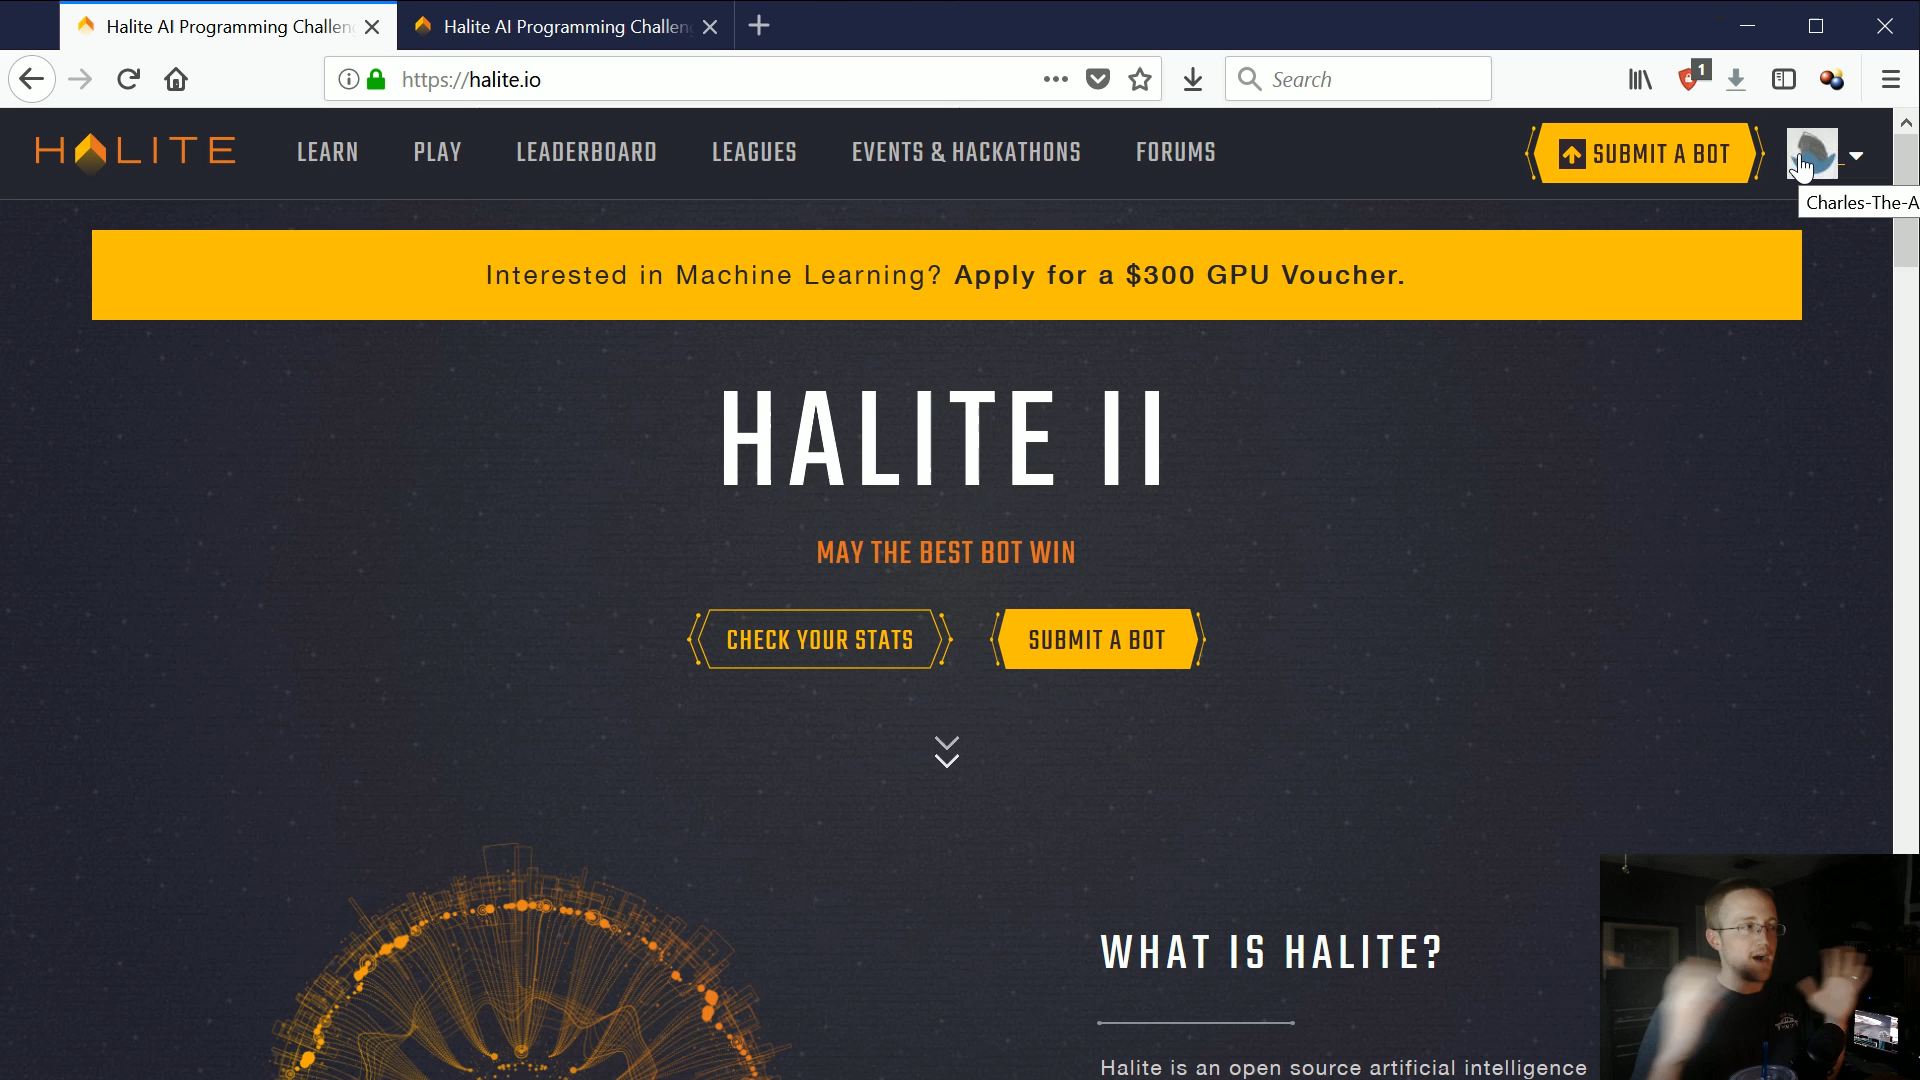 Halite AI Programming Challen
Halite AI Programming Challen
https://halite.io
Search
1
HALITE
LEARN
PLAY
LEADERBOARD
LEAGUES
EVENTS & HACKATHONS
FORUMS
SUBMIT A BOT
Charles-The-A
Interested in Machine Learning? Apply for a $300 GPU Voucher.
HALITE II
MAY THE BEST BOT WIN
CHECK YOUR STATS
SUBMIT A BOT
WHAT IS HALITE?
Halite is an open source artificial intelligence